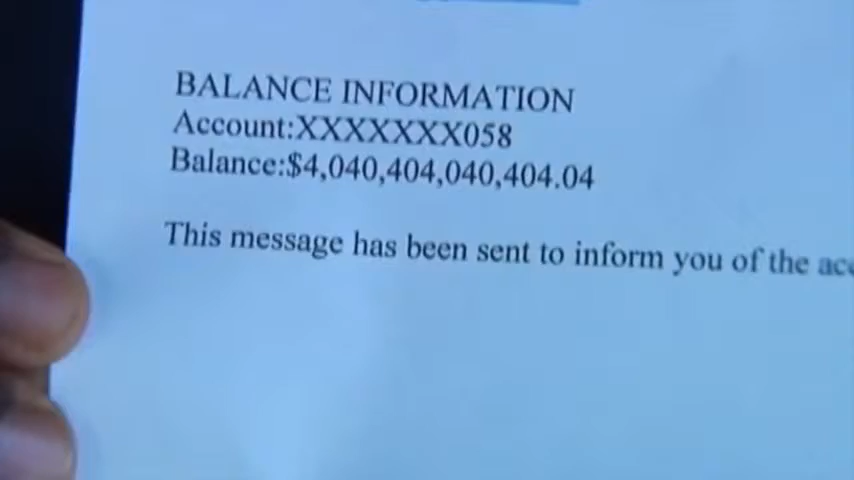 BALANCE INFORMATION
Account:XXXXXXX058
Balance:$4,040,404,040,404.04
This message has been sent to inform you of the